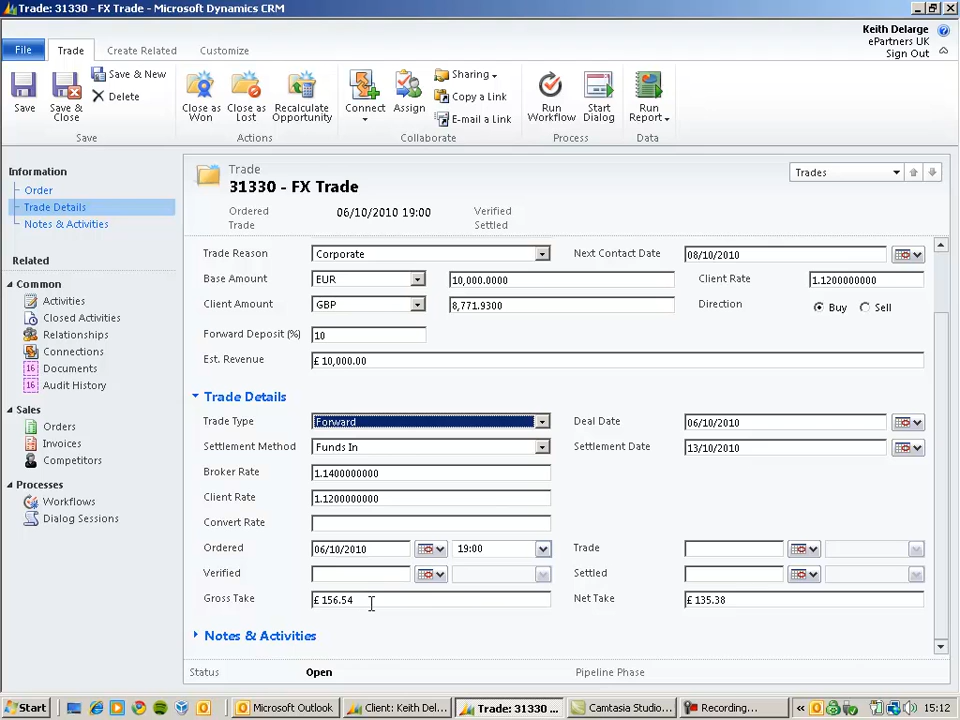 Trade: 31330 - FX Trade - Microsoft Dynamics CRM
Keith Delarge
ePartners UK
Sign Out
File
Trade
Create Related
Customize
Save
Save & Close
Save & New
Delete
Close as Won
Close as Lost
Recalculate Opportunity
Connect
Assign
Sharing
Copy a Link
E-mail a Link
Run Workflow
Start Dialog
Run Report
Save
Actions
Collaborate
Process
Data
Information
Order
Trade Details
Notes & Activities
Related
Common
Activities
Closed Activities
Relationships
Connections
16 Documents
16 Audit History
Sales
Orders
Invoices
Competitors
Processes
Workflows
Dialog Sessions
Trade
31330 - FX Trade
Trades
Ordered 06/10/2010 19:00 Verified
Trade Settled
Trade Reason Corporate Next Contact Date 08/10/2010
Base Amount EUR 10,000.0000 Client Rate 1.1200000000
Client Amount GBP 8,771.9300 Direction Buy Sell
Forward Deposit (%) 10
Est. Revenue £ 10,000.00
Trade Details
Trade Type Forward Deal Date 06/10/2010
Settlement Method Funds In Settlement Date 13/10/2010
Broker Rate 1.1400000000
Client Rate 1.1200000000
Convert Rate
Ordered 06/10/2010 19:00 Trade
Verified Settled
Gross Take £ 156.54 Net Take £ 135.38
Notes & Activities
Status Open Pipeline Phase
Start
Microsoft Outlook
Client: Keith Del...
Trade: 31330 ...
Camtasia Studio...
Recording...
«
15:12